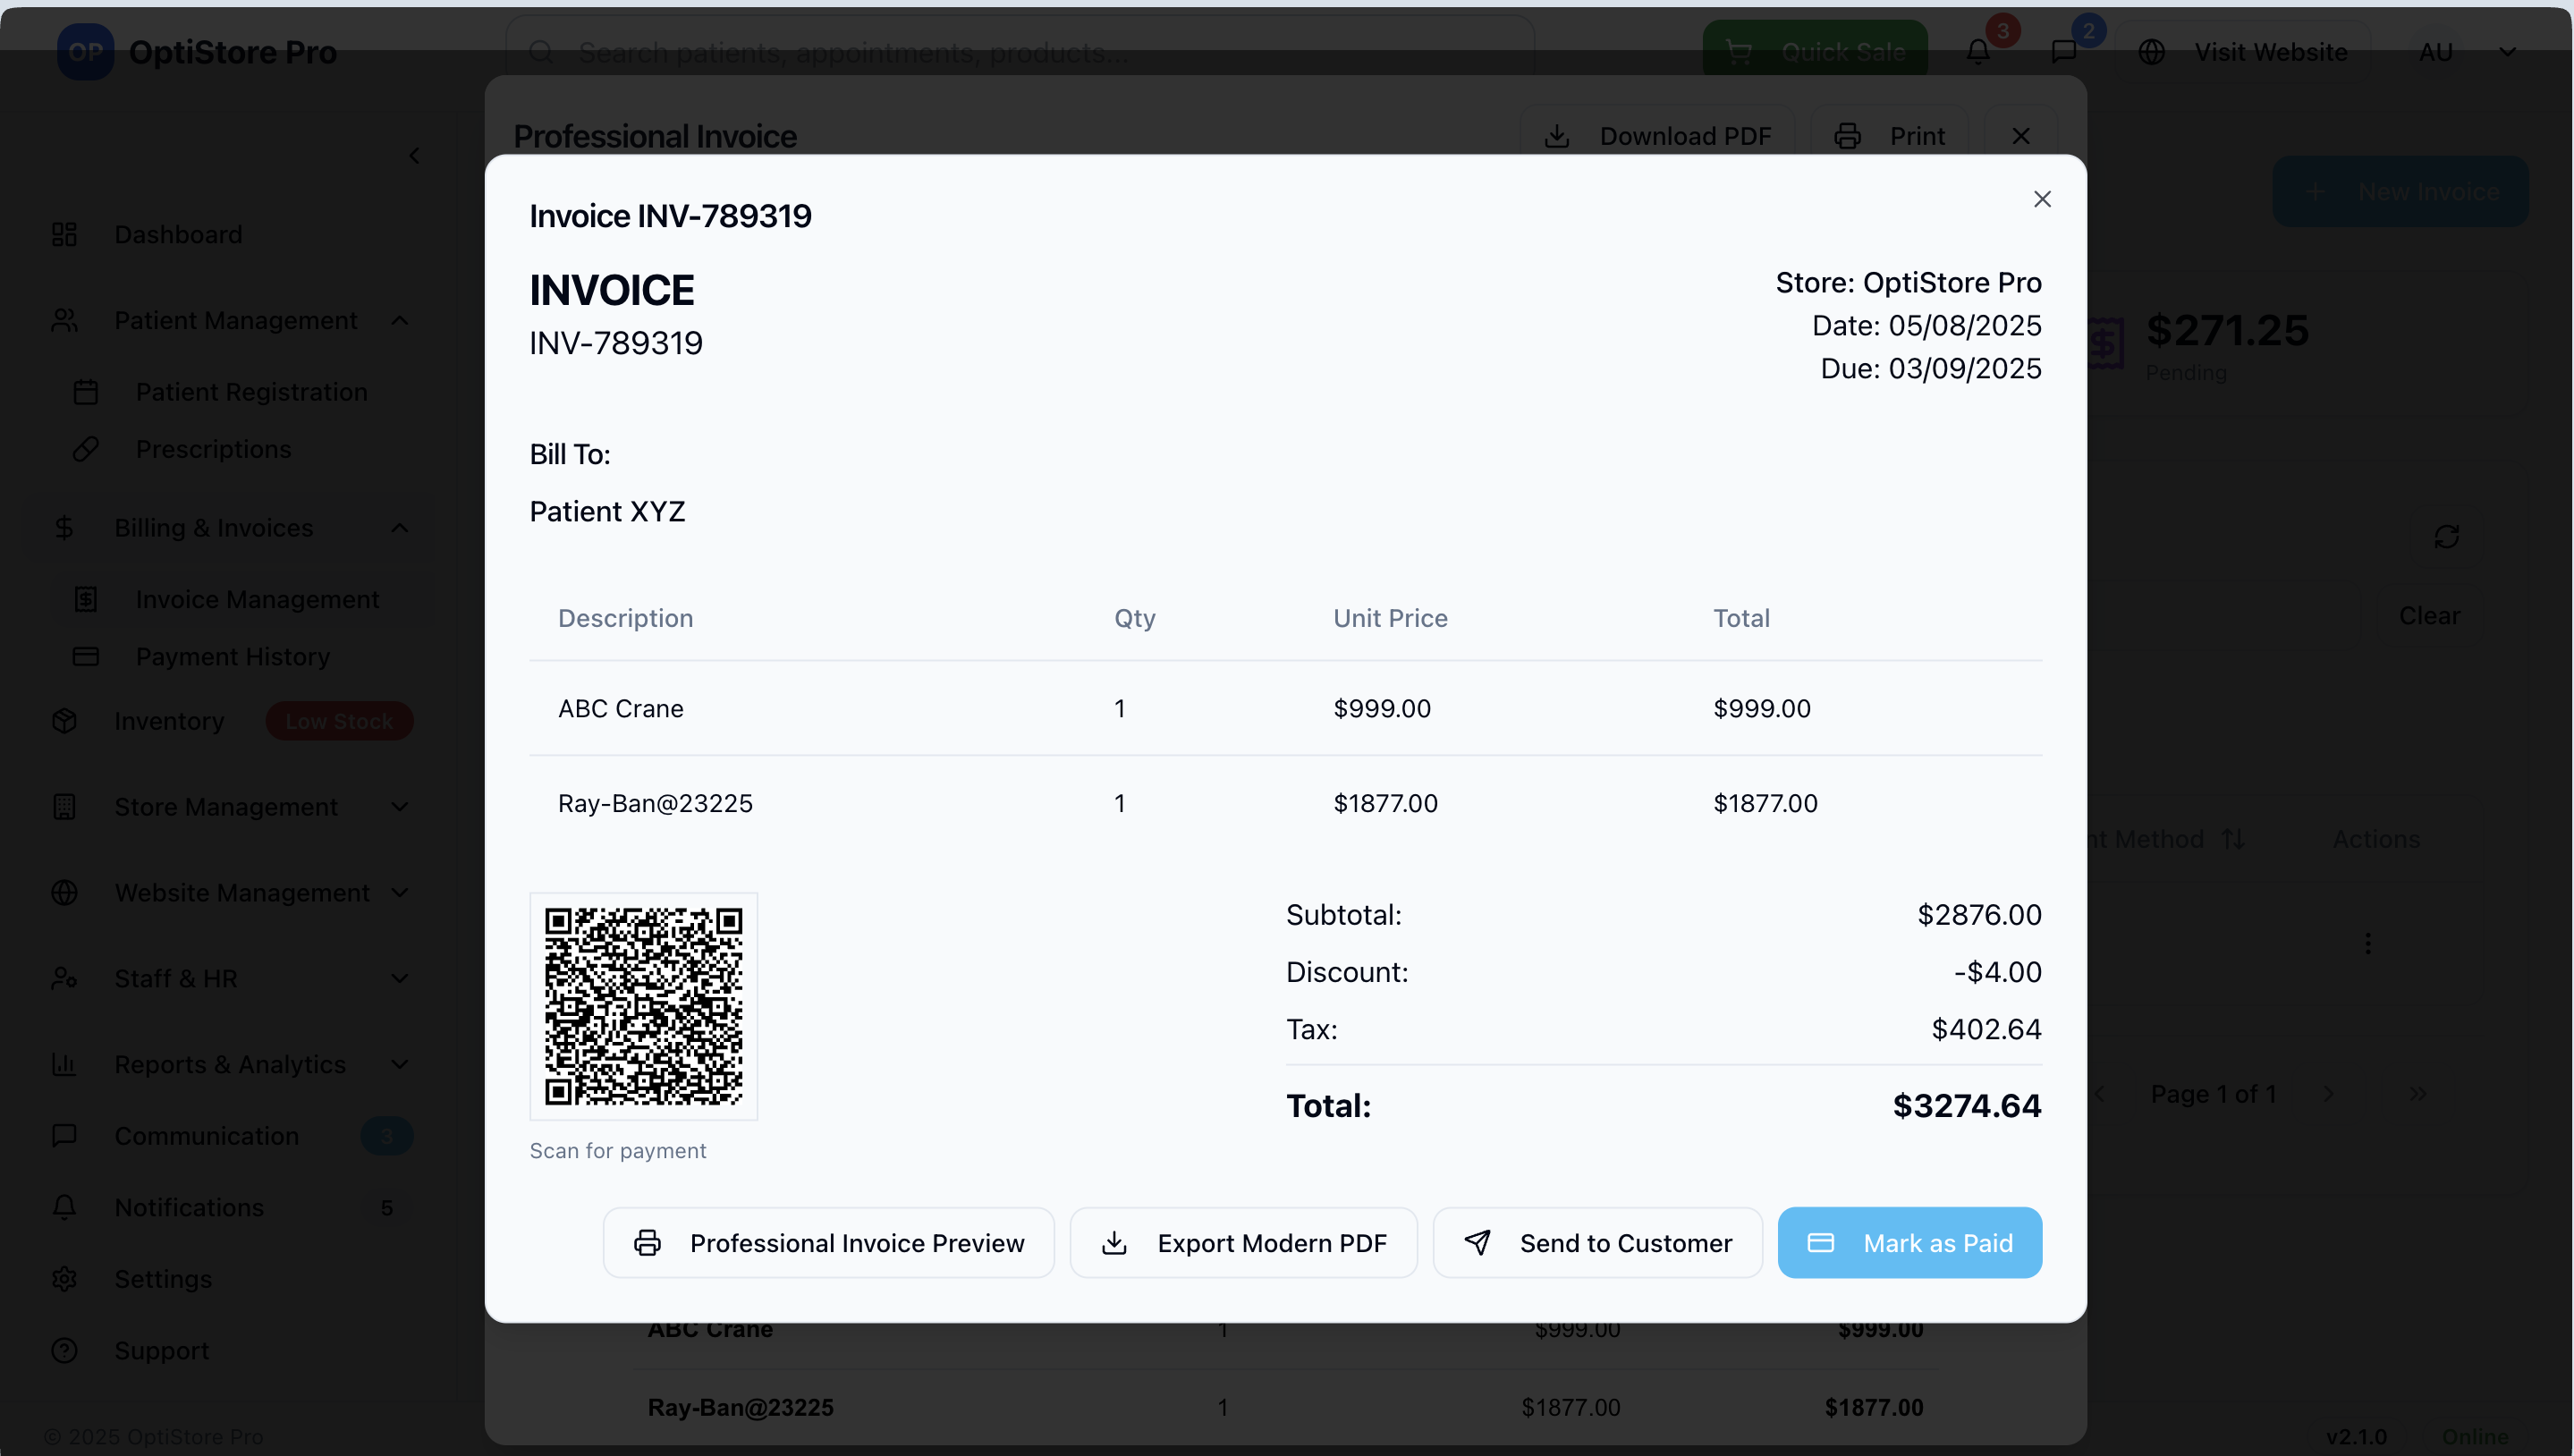 OP OptiStore Pro
Search patients, appointments, products...
Quick Sale
3
2
Visit Website
AU
Professional Invoice
Download PDF
Print
New Invoice
Dashboard
Patient Management
Patient Registration
Prescriptions
Billing & Invoices
Invoice Management
Payment History
Inventory Low Stock
Store Management
Website Management
Staff & HR
Reports & Analytics
Communication 3
Notifications 5
Settings
Support
© 2025 OptiStore Pro
Invoice INV-789319
INVOICE
INV-789319
Store: OptiStore Pro
Date: 05/08/2025
Due: 03/09/2025
Bill To:
Patient XYZ
Description Qty Unit Price Total
ABC Crane 1 $999.00 $999.00
Ray-Ban@23225 1 $1877.00 $1877.00
Subtotal: $2876.00
Discount: -$4.00
Tax: $402.64
Total: $3274.64
Scan for payment
Professional Invoice Preview
Export Modern PDF
Send to Customer
Mark as Paid
ABC Crane 1 $999.00 $999.00
Ray-Ban@23225 1 $1877.00 $1877.00
$271.25
Pending
Clear
Method Actions
Page 1 of 1
v2.1.0 Online